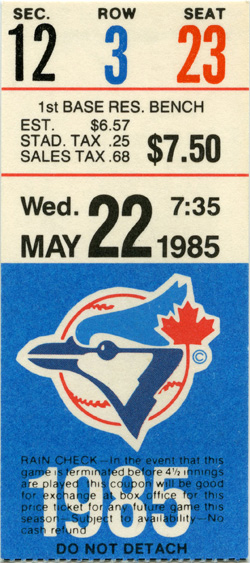 SEC. ROW SEAT
12 3 23
1st BASE RES. BENCH
EST. $6.57
STAD. TAX .25
SALES TAX .68 $7.50
Wed. 22 7:35
MAY 1985
©
RAIN CHECK—In the event that this
game is terminated before 4½ innings
are played, this coupon will be good
for exchange at box office for this
price ticket for any future game this
season—Subject to availability—No
cash refund
1985
DO NOT DETACH